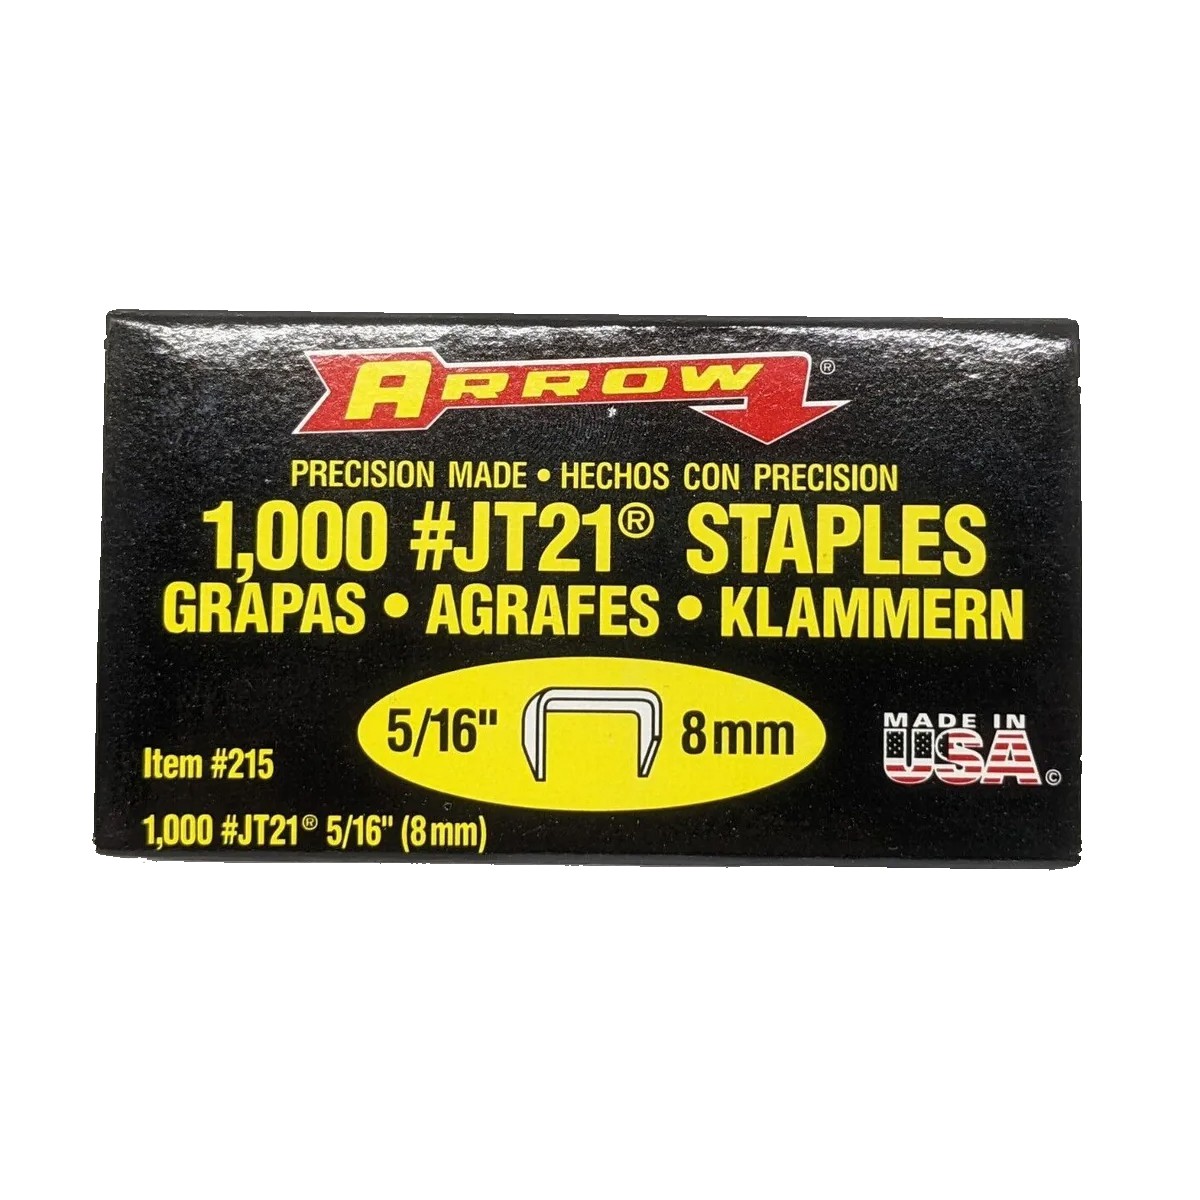 ARROW®
PRECISION MADE • HECHOS CON PRECISION
1,000 #JT21® STAPLES
GRAPAS • AGRAFES • KLAMMERN
5/16" 8mm
MADE IN
USA©
Item #215
1,000 #JT21® 5/16" (8mm)